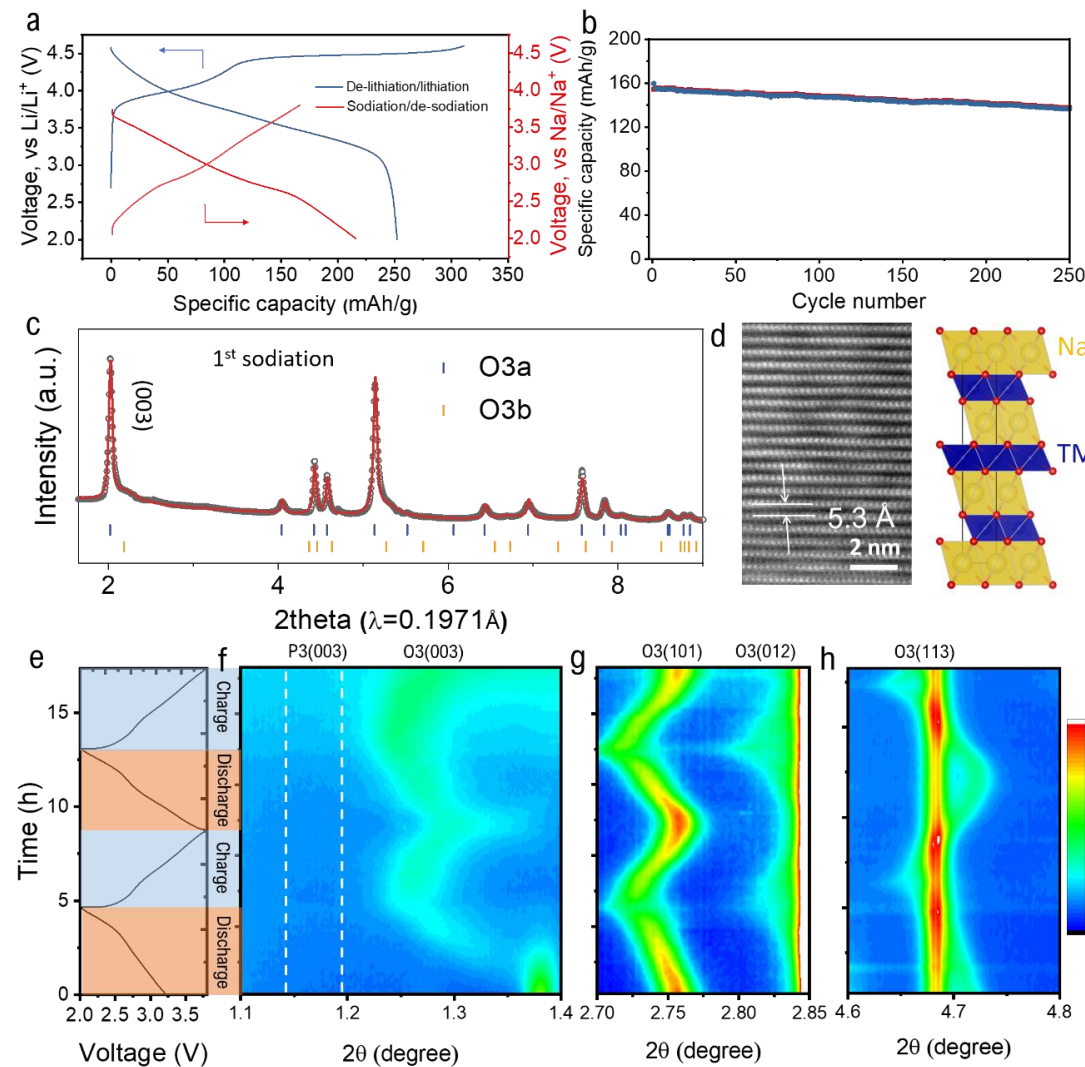 a
4.5
4.0
3.5
3.0
2.5
2.0
Voltage, vs Li/Li⁺ (V)
De-lithiation/lithiation
Sodiation/de-sodiation
4.5
4.0
3.5
3.0
2.5
2.0
Voltage, vs Na/Na⁺ (V)
0 50 100 150 200 250 300 350
Specific capacity (mAh/g)
b
200
160
120
80
40
0
Specific capacity (mAh/g)
0 50 100 150 200 250
Cycle number
c
Intensity (a.u.)
(003)
1st sodiation
O3a
O3b
2 4 6 8
2theta (λ=0.1971Å)
d
5.3 Å
2 nm
Na
TM
e
15
10
5
0
Time (h)
Charge
Discharge
Charge
Discharge
2.0 3.2 3.8
Voltage (V)
f
P3(003) O3(003)
1.1 1.2 1.3 1.4
2θ (degree)
g
O3(101) O3(012)
2.70 2.75 2.80 2.85
2θ (degree)
h
O3(113)
4.6 4.7 4.8
2θ (degree)